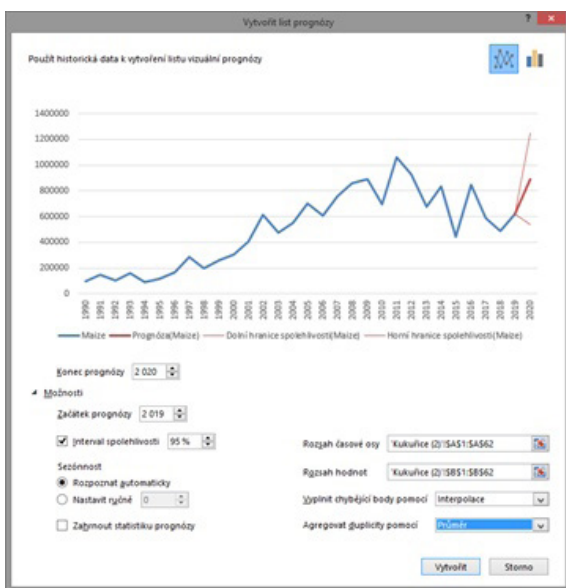 Vytvořit list prognózy
? ×
Použít historická data k vytvoření listu vizuální prognózy
1400000
1200000
1000000
800000
600000
400000
200000
0
1990 1991 1992 1993 1994 1995 1996 1997 1998 1999 2000 2001 2002 2003 2004 2005 2006 2007 2008 2009 2010 2011 2012 2013 2014 2015 2016 2017 2018 2019 2020
Maize Prognóza(Maize) Dolní hranice spolehlivosti(Maize) Horní hranice spolehlivosti(Maize)
Konec prognózy 2 020
Možnosti
Začátek prognózy 2 019
Interval spolehlivosti 95 %
Rozsah časové osy 'Kukuřice (2)'!$A$1:$A$62
Sezónnost
Rozpoznat automaticky
Rozsah hodnot 'Kukuřice (2)'!$B$1:$B$62
Nastavit ručně 0
Vyplnit chybějící body pomocí Interpolace
Zahrnout statistiku prognózy
Agregovat duplicity pomocí Průměr
Vytvořit Storno